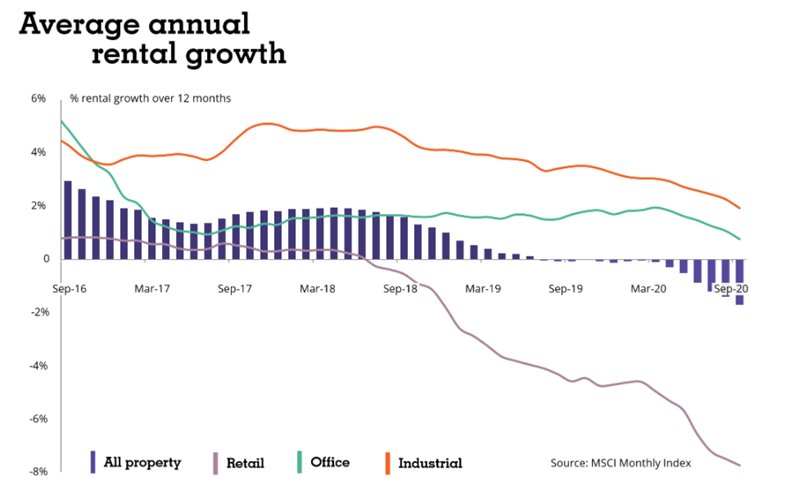 Average annual
rental growth
% rental growth over 12 months
6%
4%
2%
0
-2%
-4%
-6%
-8%
Sep-16 Mar-17 Sep-17 Mar-18 Sep-18 Mar-19 Sep-19 Mar-20 Sep-20
All property Retail Office Industrial
Source: MSCI Monthly Index